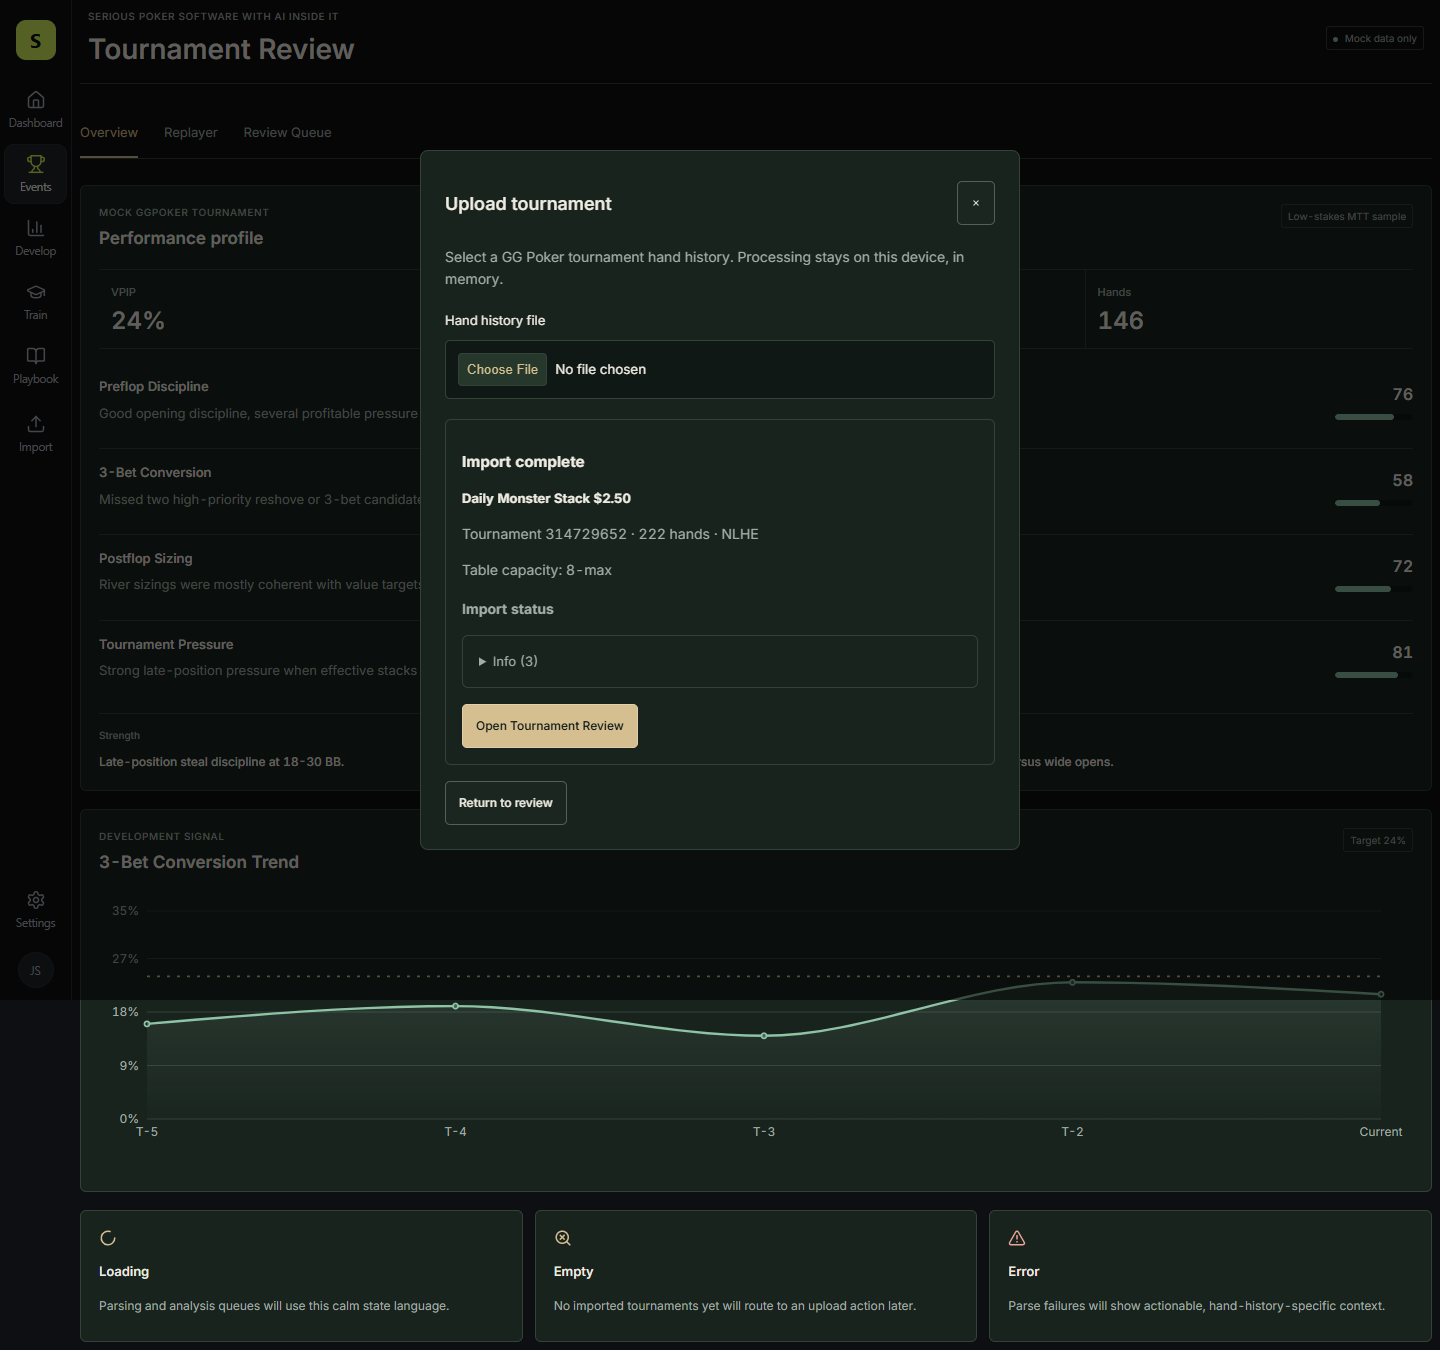 S
Dashboard
Events
Develop
Train
Playbook
Import
Settings
JS
SERIOUS POKER SOFTWARE WITH AI INSIDE IT
Tournament Review
Mock data only
Overview
Replayer
Review Queue
MOCK GGPOKER TOURNAMENT
Performance profile
Low-stakes MTT sample
VPIP
24%
Hands
146
Preflop Discipline
Good opening discipline, several profitable pressure
76
3-Bet Conversion
Missed two high-priority reshove or 3-bet candidate
58
Postflop Sizing
River sizings were mostly coherent with value targets
72
Tournament Pressure
Strong late-position pressure when effective stacks
81
Strength
Late-position steal discipline at 18-30 BB.
sus wide opens.
Upload tournament
×
Select a GG Poker tournament hand history. Processing stays on this device, in
memory.
Hand history file
Choose File No file chosen
Import complete
Daily Monster Stack $2.50
Tournament 314729652 · 222 hands · NLHE
Table capacity: 8-max
Import status
Info (3)
Open Tournament Review
Return to review
DEVELOPMENT SIGNAL
3-Bet Conversion Trend
Target 24%
35%
27%
18%
9%
0%
T-5
T-4
T-3
T-2
Current
Loading
Parsing and analysis queues will use this calm state language.
Empty
No imported tournaments yet will route to an upload action later.
Error
Parse failures will show actionable, hand-history-specific context.